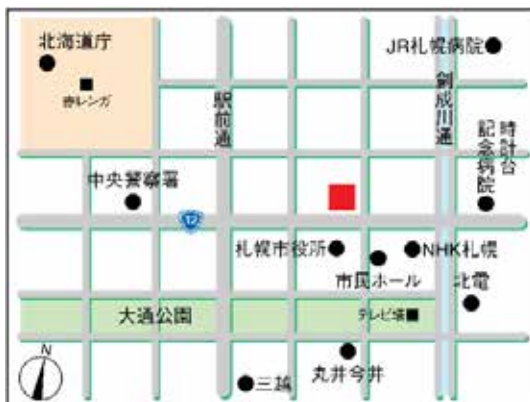 北海道庁
赤レンガ
JR札幌病院
駅前通
創成川通
時計台
記念病院
中央警察署
12
札幌市役所
NHK札幌
市民ホール
北電
大通公園
テレビ塔
丸井今井
三越
N